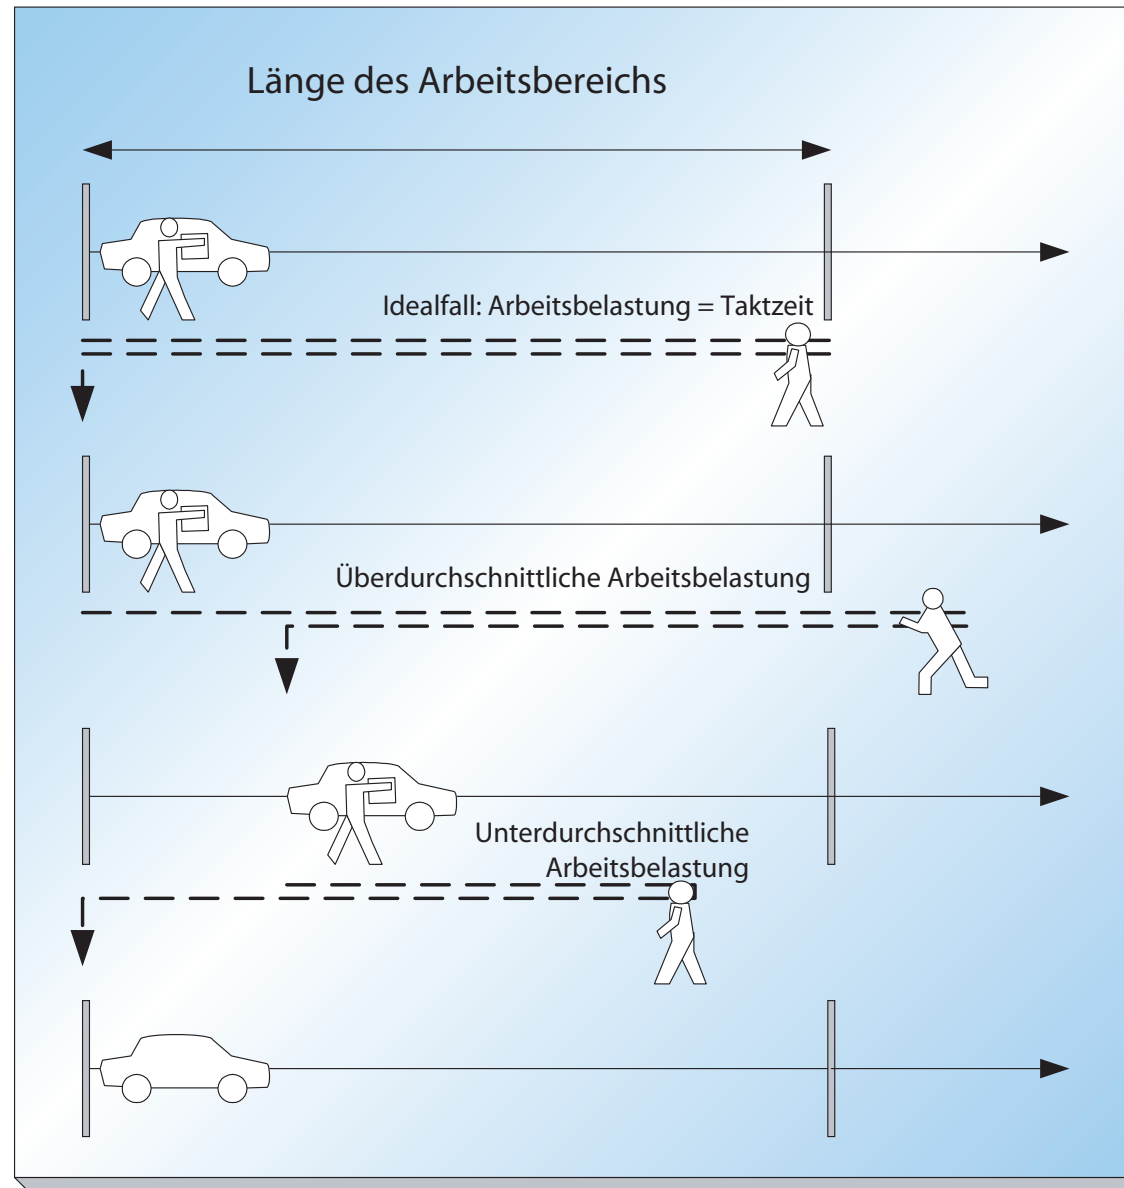 Länge des Arbeitsbereichs
Idealfall: Arbeitsbelastung = Taktzeit
Überdurchschnittliche Arbeitsbelastung
Unterdurchschnittliche
Arbeitsbelastung